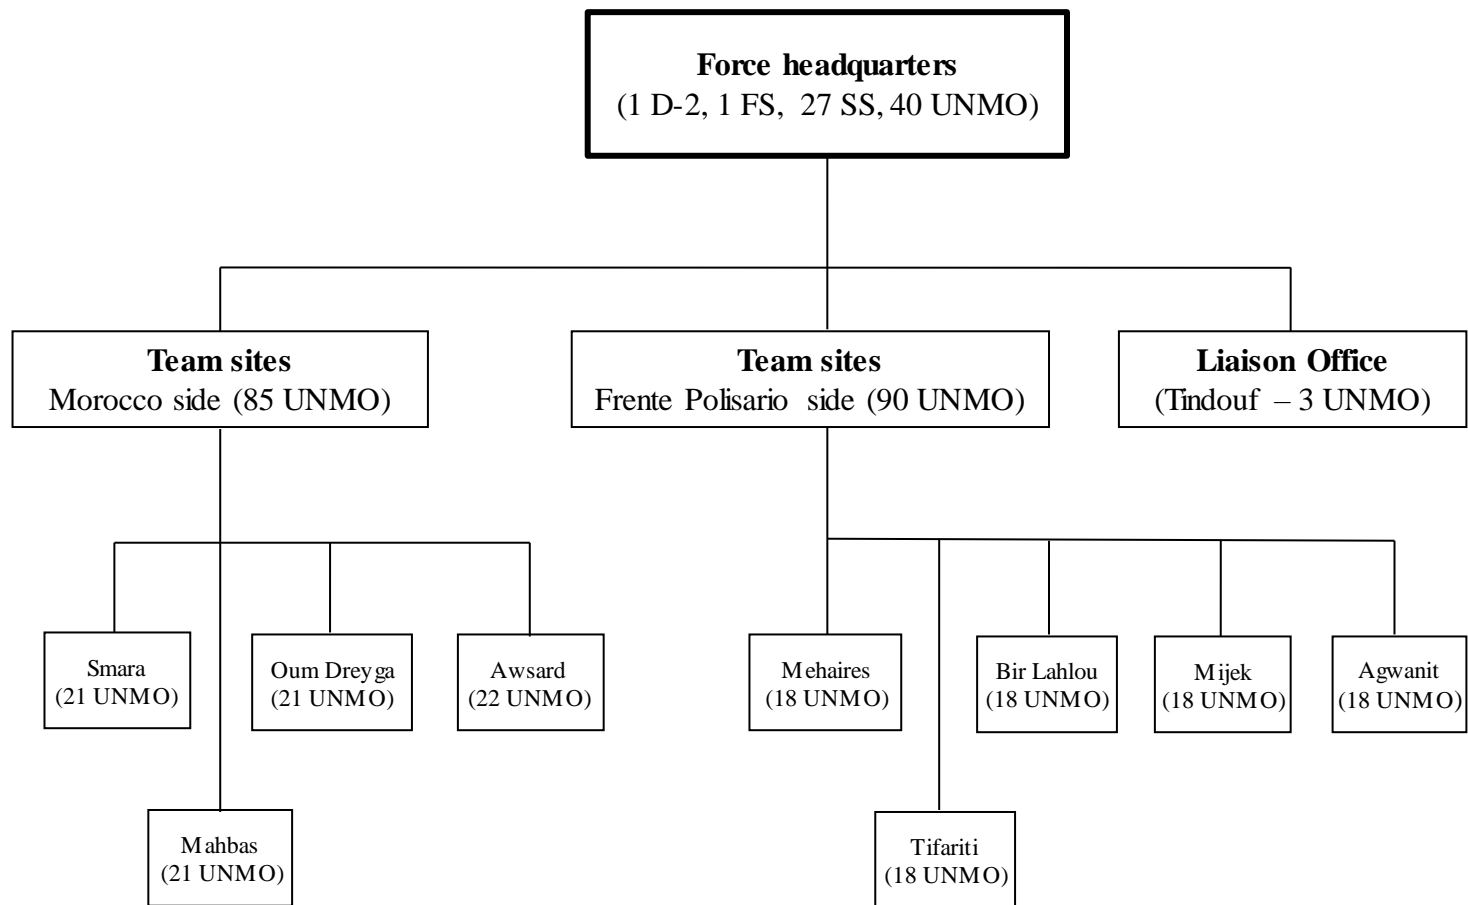 Force headquarters
(1 D-2, 1 FS, 27 SS, 40 UNMO)
Team sites
Morocco side (85 UNMO)
Team sites
Frente Polisario side (90 UNMO)
Liaison Office
(Tindouf – 3 UNMO)
Smara
(21 UNMO)
Oum Dreyga
(21 UNMO)
Awsard
(22 UNMO)
Mehaires
(18 UNMO)
Bir Lahlou
(18 UNMO)
Mijek
(18 UNMO)
Agwanit
(18 UNMO)
Mahbas
(21 UNMO)
Tifariti
(18 UNMO)